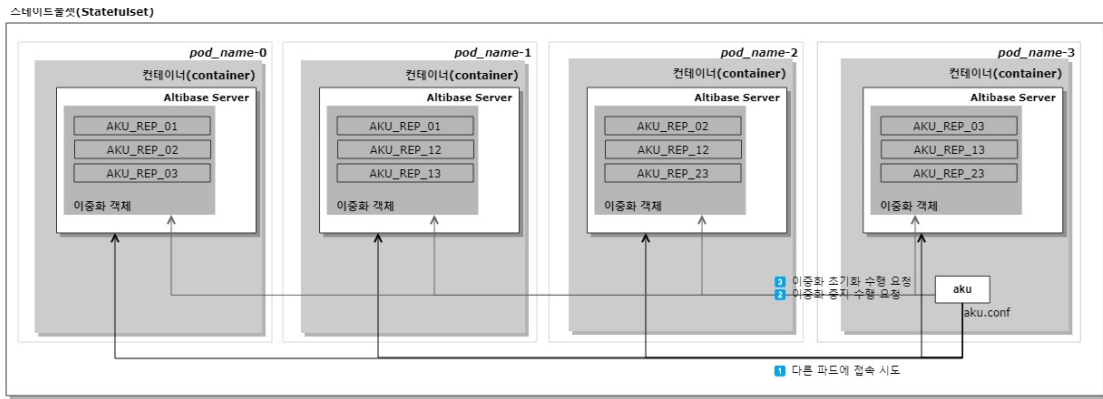 스테이트풀셋(Statefulset)
pod_name-0
컨테이너(container)
Altibase Server
AKU_REP_01
AKU_REP_02
AKU_REP_03
이중화 객체
pod_name-1
컨테이너(container)
Altibase Server
AKU_REP_01
AKU_REP_12
AKU_REP_13
이중화 객체
pod_name-2
컨테이너(container)
Altibase Server
AKU_REP_02
AKU_REP_12
AKU_REP_23
이중화 객체
pod_name-3
컨테이너(container)
Altibase Server
AKU_REP_03
AKU_REP_13
AKU_REP_23
이중화 객체
3 이중화 초기화 수행 요청
2 이중화 중지 수행 요청
aku
aku.conf
1 다른 파드에 접속 시도